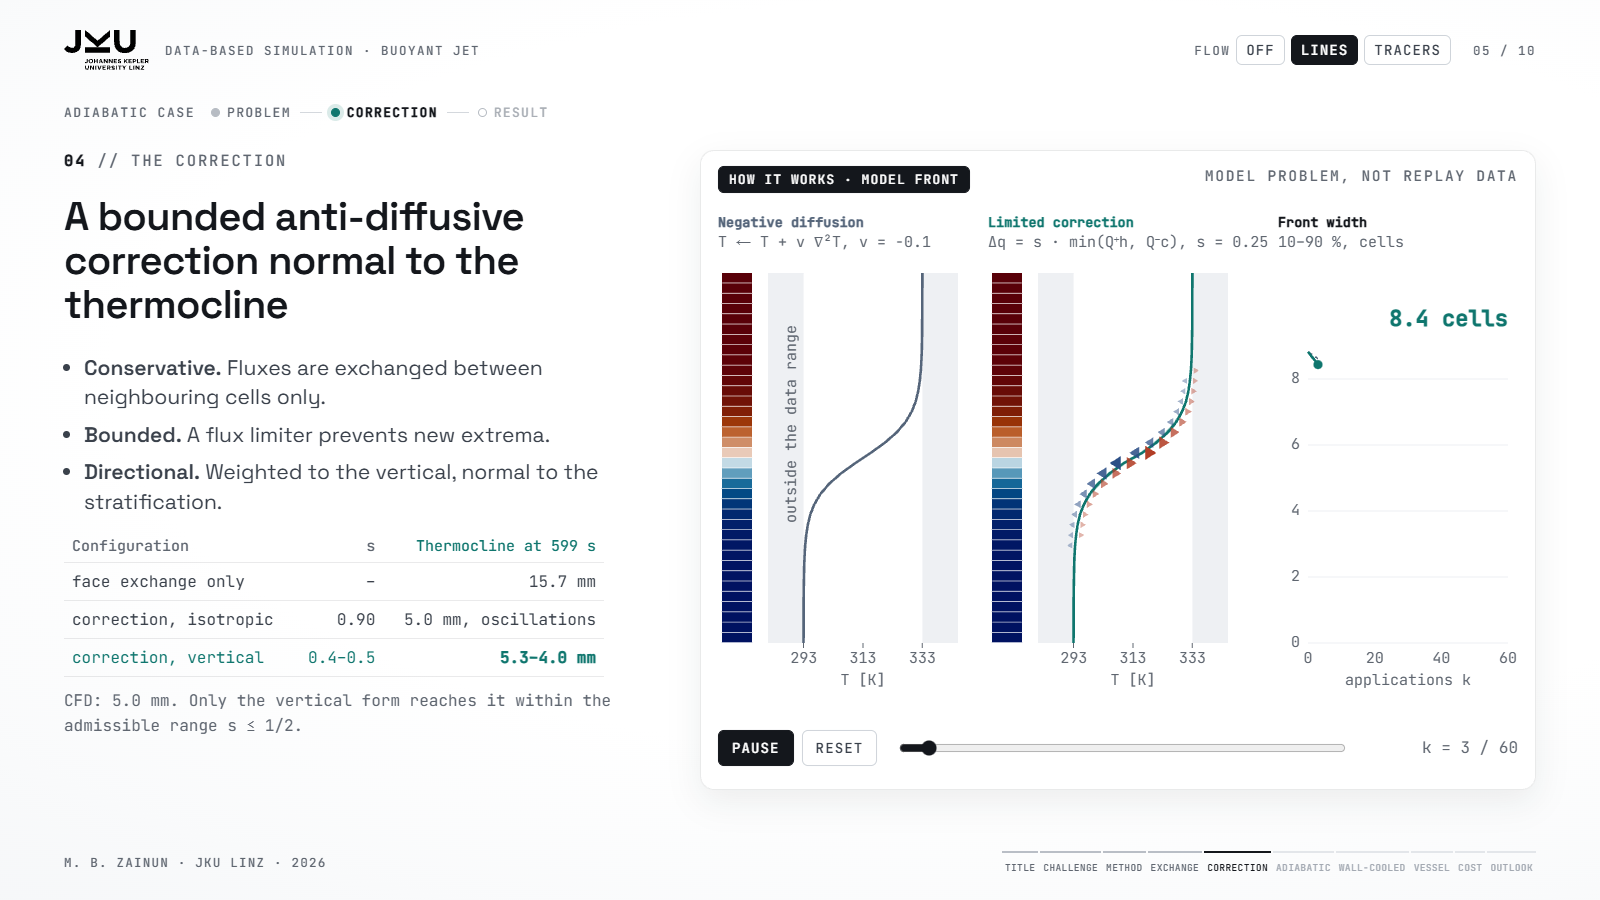 JKU
JOHANNES KEPLER
UNIVERSITY LINZ
DATA-BASED SIMULATION · BUOYANT JET
FLOW OFF LINES TRACERS 05 / 10
ADIABATIC CASE PROBLEM CORRECTION RESULT
04 // THE CORRECTION
A bounded anti-diffusive
correction normal to the
thermocline
• Conservative. Fluxes are exchanged between
neighbouring cells only.
• Bounded. A flux limiter prevents new extrema.
• Directional. Weighted to the vertical, normal to the
stratification.
Configuration s Thermocline at 599 s
face exchange only – 15.7 mm
correction, isotropic 0.90 5.0 mm, oscillations
correction, vertical 0.4–0.5 5.3–4.0 mm
CFD: 5.0 mm. Only the vertical form reaches it within the
admissible range s ≤ 1/2.
HOW IT WORKS · MODEL FRONT
MODEL PROBLEM, NOT REPLAY DATA
Negative diffusion
T ← T + ν ∇²T, ν = -0.1
Limited correction
Δq = s · min(Q⁺h, Q⁻c), s = 0.25
Front width
10–90 %, cells
outside the data range
293 313 333
T [K]
293 313 333
T [K]
8.4 cells
8
6
4
2
0
0 20 40 60
applications k
PAUSE RESET k = 3 / 60
M. B. ZAINUN · JKU LINZ · 2026
TITLE CHALLENGE METHOD EXCHANGE CORRECTION ADIABATIC WALL-COOLED VESSEL COST OUTLOOK